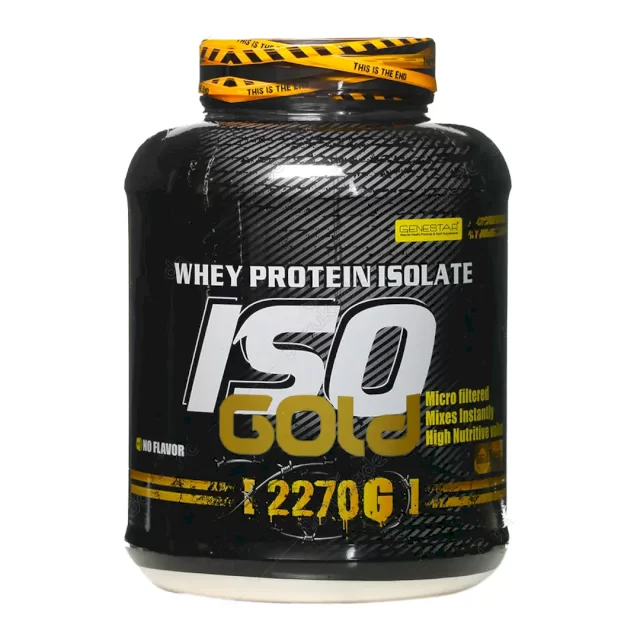 THIS IS THE END
THIS IS THE END
GENESTAR
WHEY PROTEIN ISOLATE
ISO
GOLD
Micro filtered
Mixes Instantly
High Nutritive
NO FLAVOR
2270G